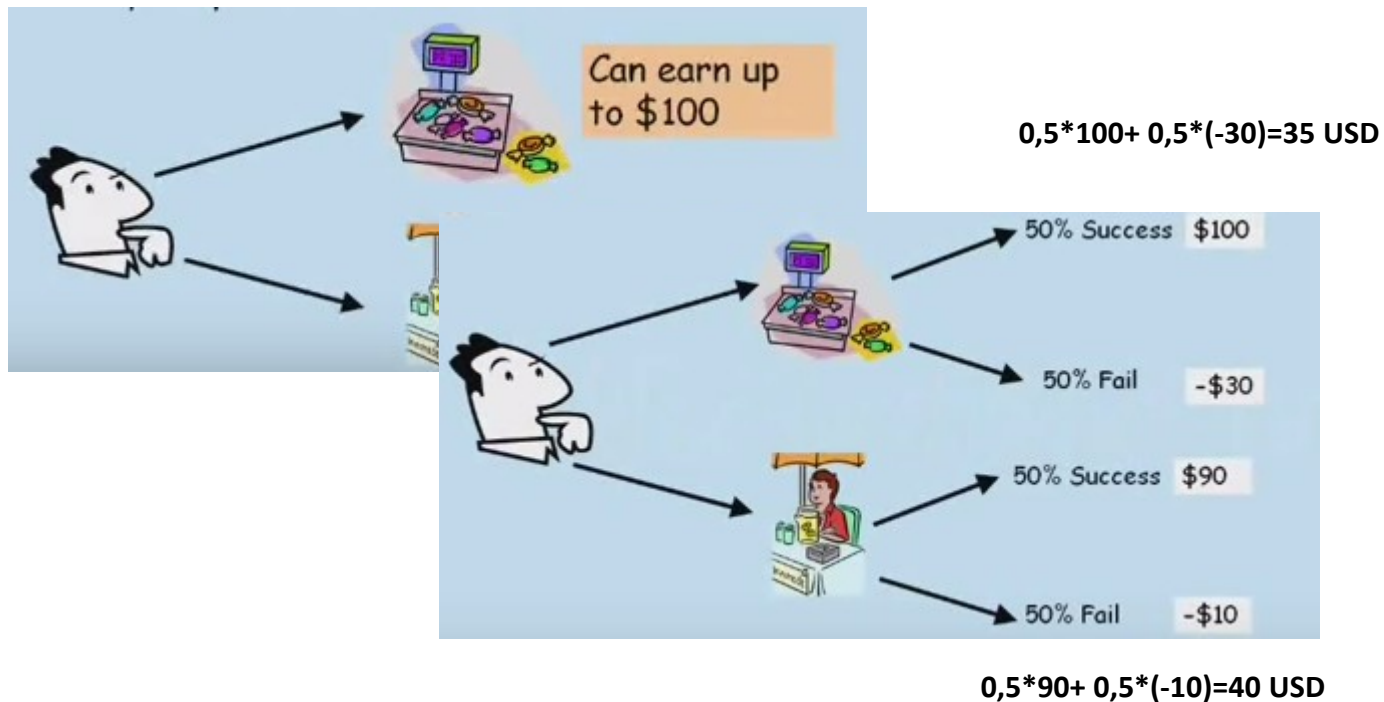 Can earn up
to $100
0,5*100+ 0,5*(-30)=35 USD
50% Success $100
50% Fail -$30
50% Success $90
50% Fail -$10
0,5*90+ 0,5*(-10)=40 USD